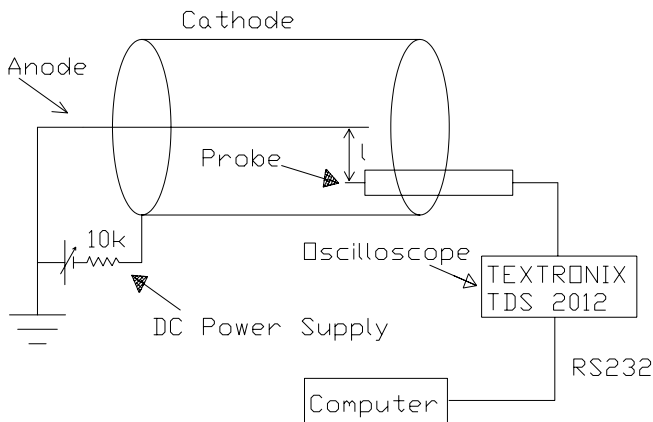 Cathode
Anode
l
Probe
10k
Oscilloscope
TEXTRONIX
TDS 2012
DC Power Supply
RS232
Computer